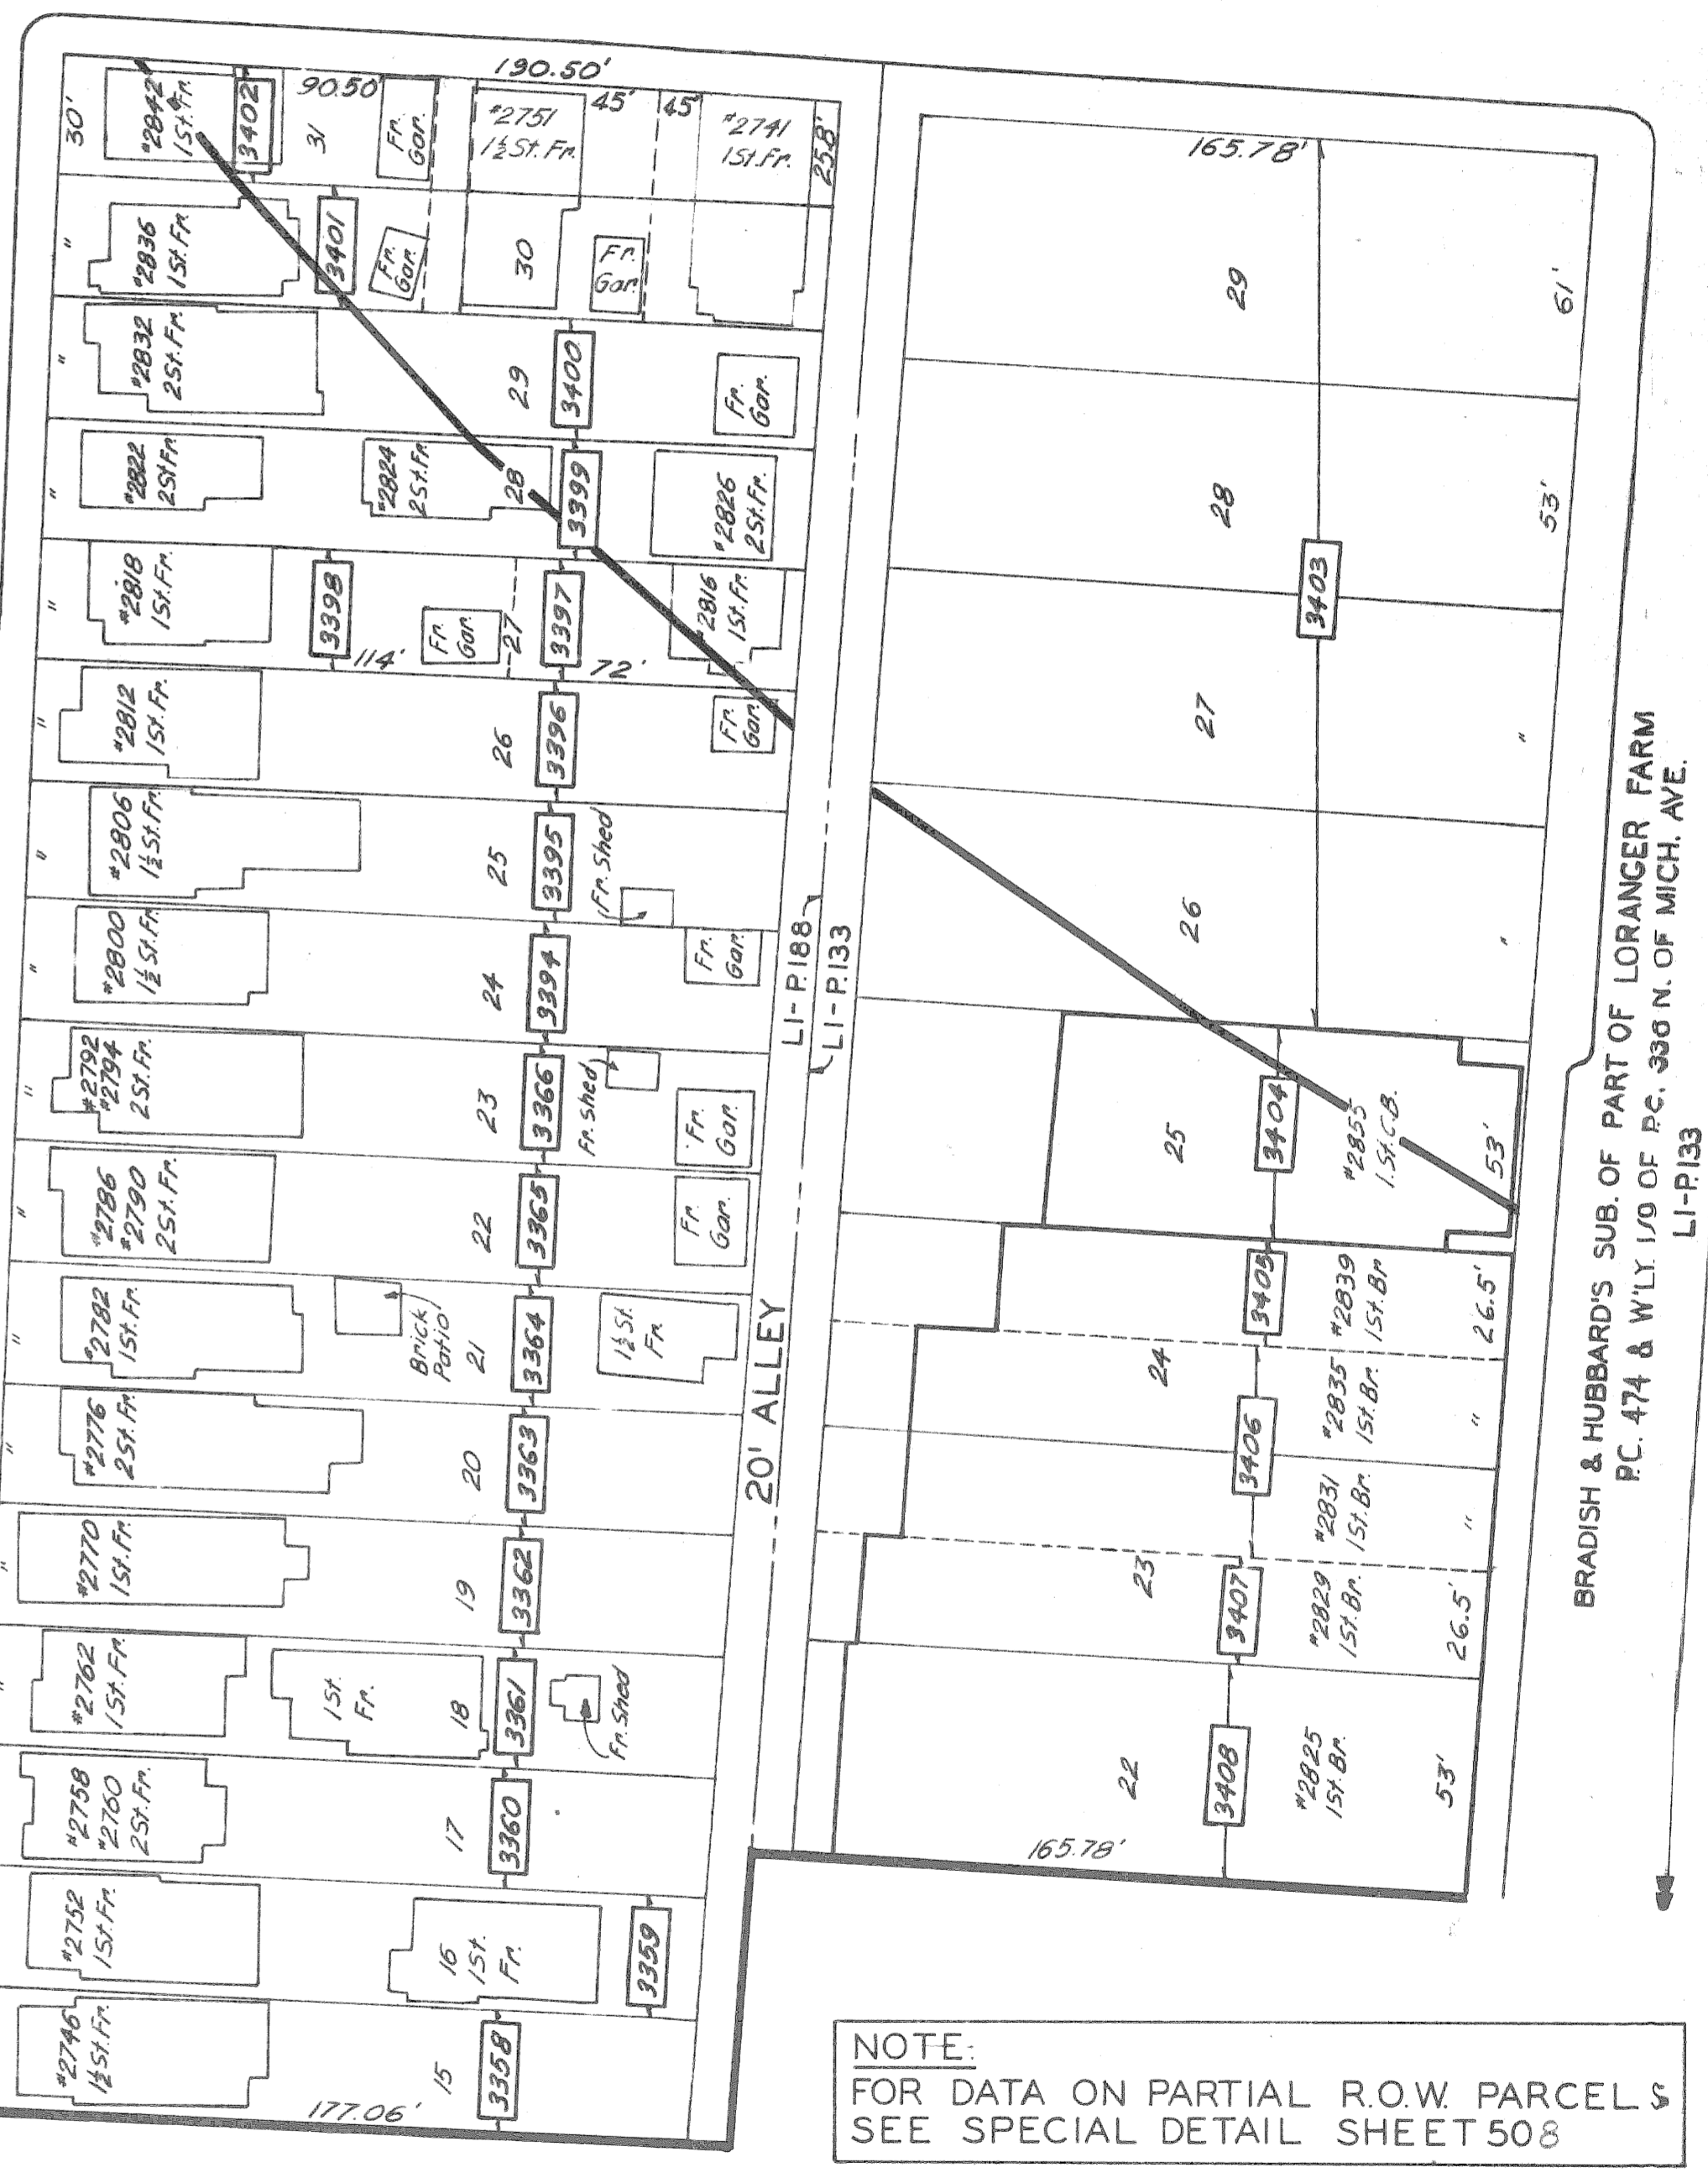 190.50'
30'
#2842
1St.Fr.
3402
90.50'
31
Fr.
Gar.
#2751
1½St.Fr.
45'
45'
#2741
1St.Fr.
25.8'
"
#2836
1St.Fr.
3401
Fr.
Gar.
30
Fr.
Gar.
"
#2832
2St.Fr.
29
3400
Fr.
Gar.
"
#2822
2StFr.
#2824
2St.Fr.
28
3399
#2826
2St.Fr.
"
#2818
1St.Fr.
3398
114'
Fr.
Gar.
27
3397
72'
#2816
1St.Fr.
"
#2812
1St.Fr.
26
3396
Fr.
Gar.
"
#2806
1½St.Fr.
25
3395
Fr. Shed
"
#2800
1½St.Fr.
24
3394
Fr.
Gar.
"
#2792
#2794
2St.Fr.
23
3366
Fr. Shed
Fr.
Gar.
"
#2786
#2790
2St.Fr.
22
3365
Fr.
Gar.
"
#2782
1St.Fr.
Brick
Patio
21
3364
1½St.
Fr.
"
#2776
2St.Fr.
20
3363
"
#2770
1St.Fr.
19
3362
"
#2762
1St.Fr.
1St.
Fr.
18
3361
Fr. Shed
#2758
#2760
2St.Fr.
17
3360
#2752
1St.Fr.
16
1St.
Fr.
3359
#2746
1½St.Fr.
15
3358
177.06'
L1-P.188
L1-P.133
20' ALLEY
165.78'
29
61'
28
53'
3403
27
"
26
"
25
3404
#2855
1.St.C.B.
53'
3405
#2839
1St.Br
26.5'
24
3406
#2835
1St.Br.
"
#2831
1St.Br.
"
23
3407
#2829
1St.Br.
26.5'
22
3408
#2825
1St.Br.
53'
165.78'
BRADISH & HUBBARD'S SUB. OF PART OF LORANGER FARM
P.C. 474 & W'LY. 1/9 OF P.C. 336 N. OF MICH. AVE.
L1-P.133
NOTE:
FOR DATA ON PARTIAL R.O.W. PARCELS
SEE SPECIAL DETAIL SHEET 508